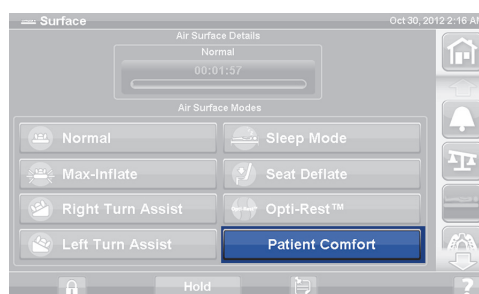 Surface
Oct 30, 2012 2:16 AM
Air Surface Details
Normal
00:01:57
Air Surface Modes
Normal
Sleep Mode
Max-Inflate
Seat Deflate
Right Turn Assist
Opti-Rest™
Left Turn Assist
Patient Comfort
Hold
?